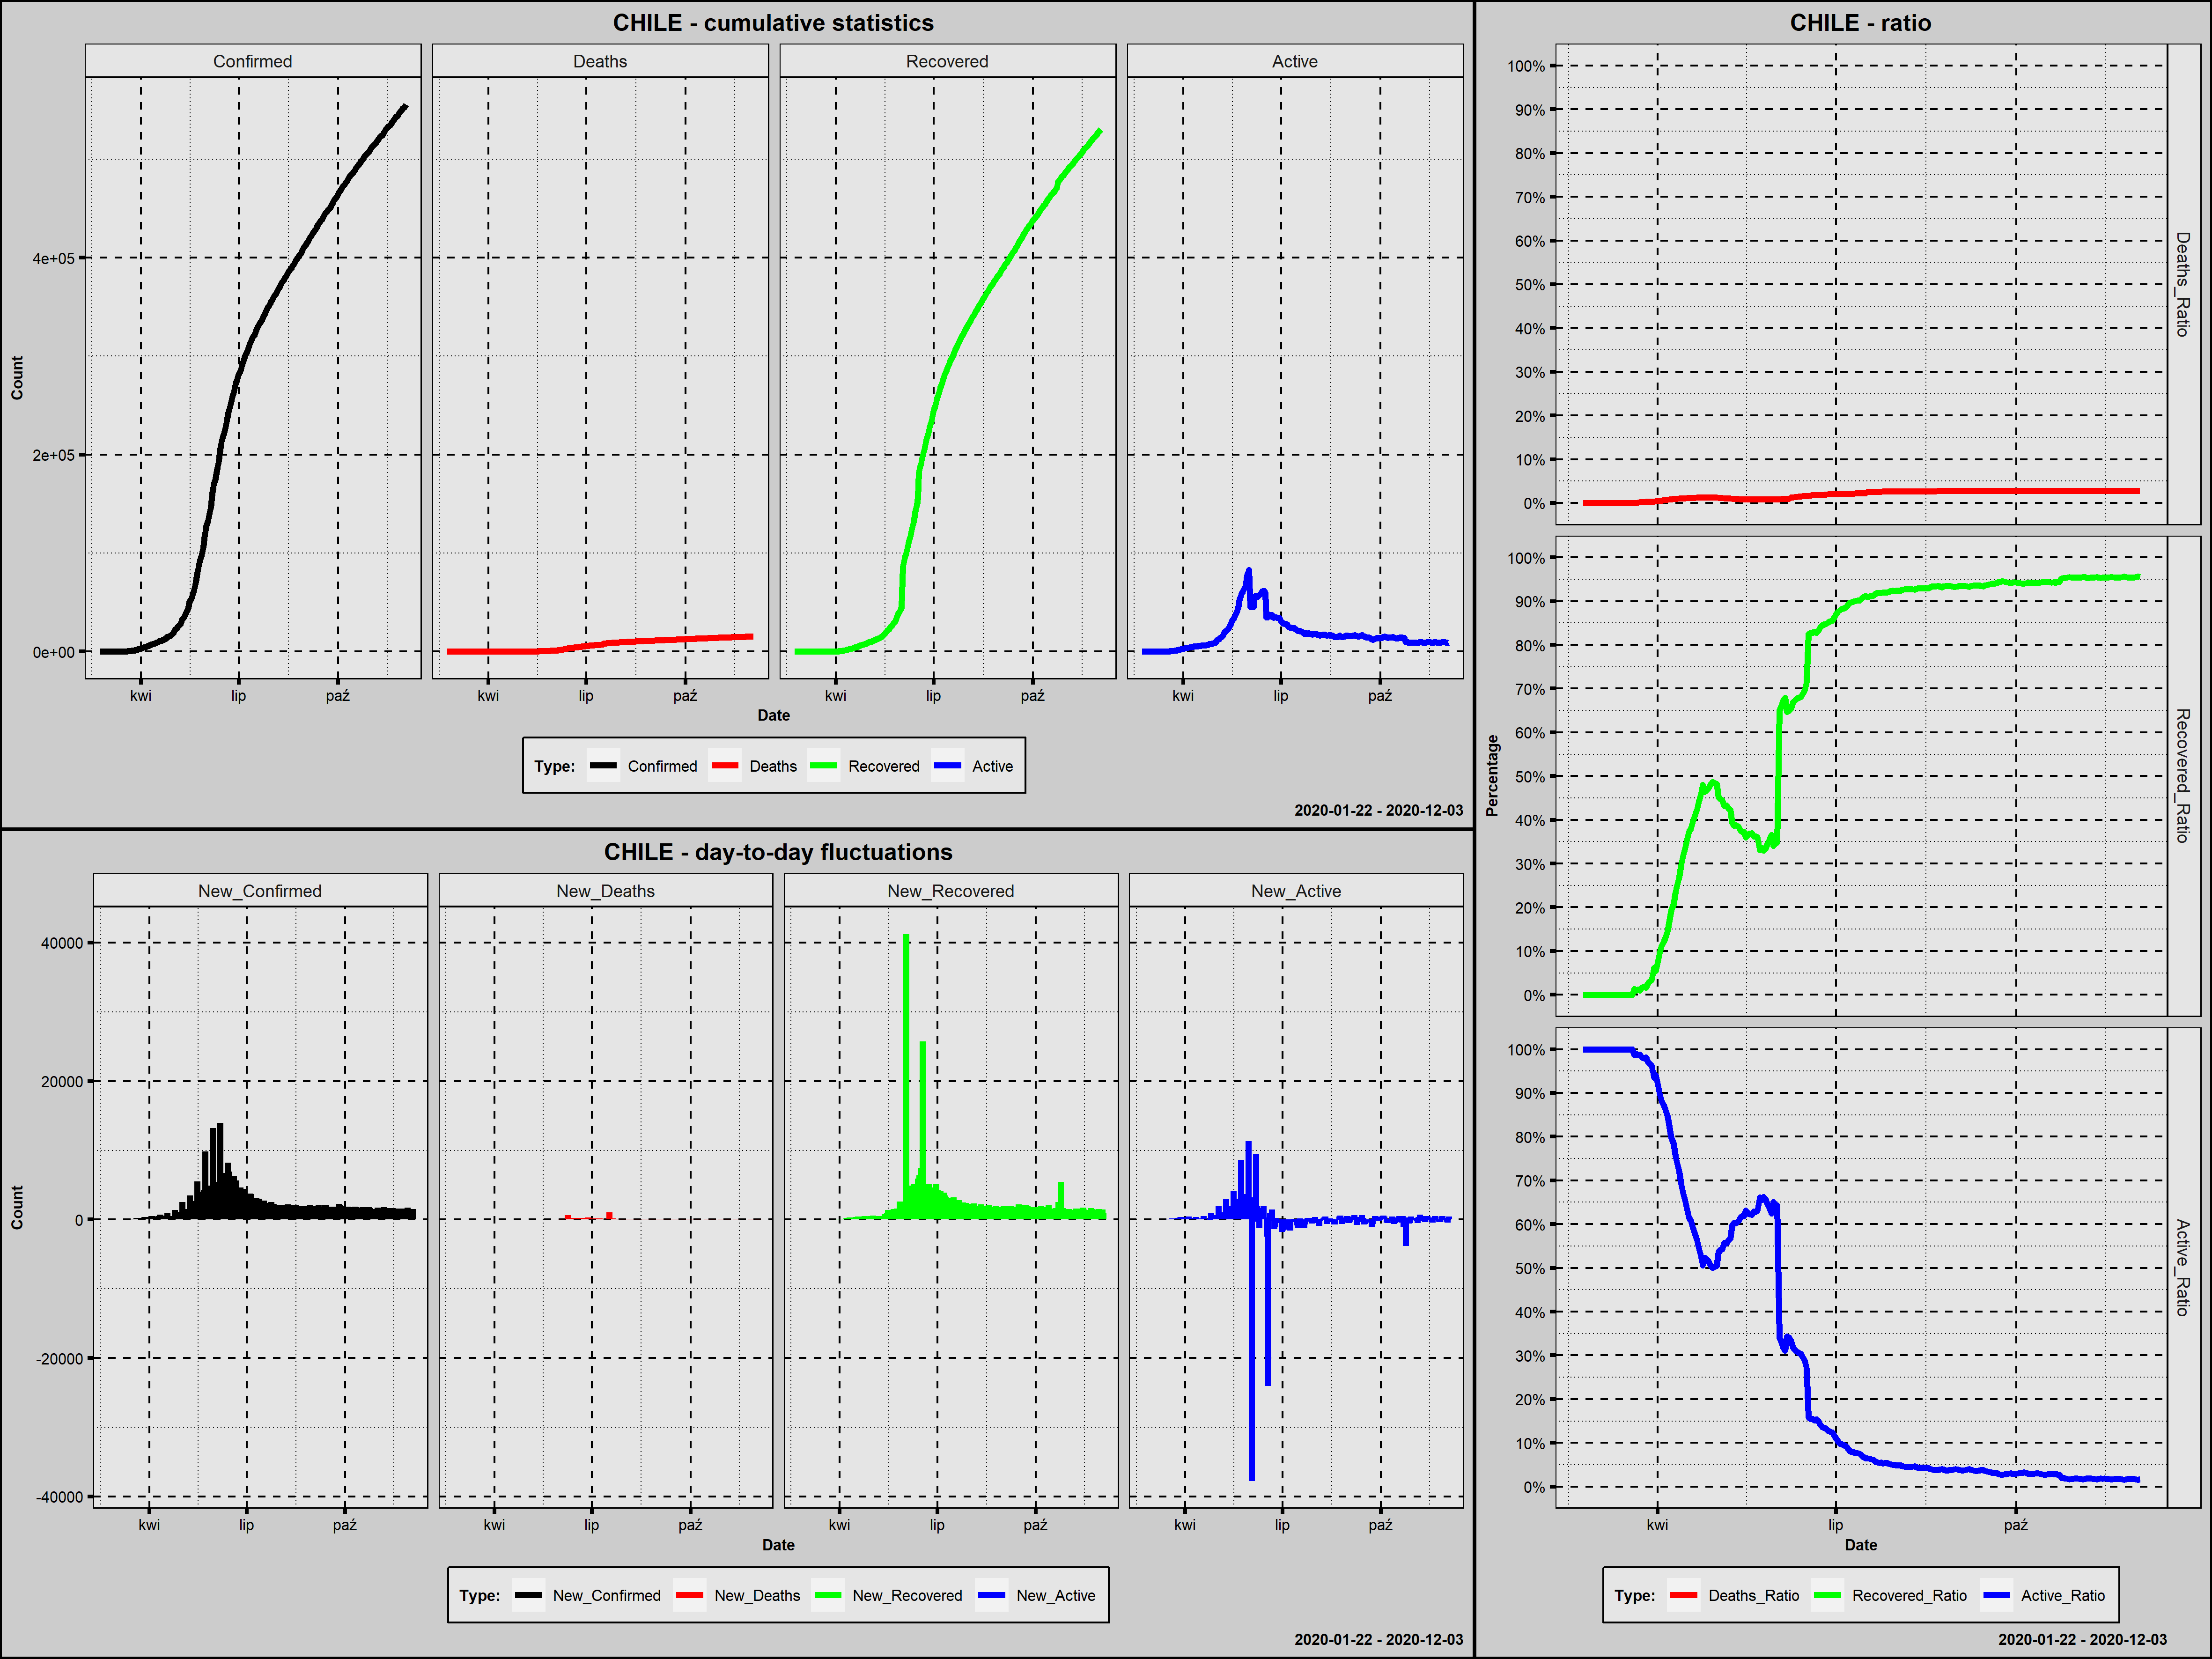 CHILE - cumulative statistics
Confirmed Deaths Recovered Active
Count
4e+05
2e+05
0e+00
kwi lip paź kwi lip paź kwi lip paź kwi lip paź
Date
Type: Confirmed Deaths Recovered Active
2020-01-22 - 2020-12-03
CHILE - day-to-day fluctuations
New_Confirmed New_Deaths New_Recovered New_Active
Count
40000
20000
0
-20000
-40000
kwi lip paź kwi lip paź kwi lip paź kwi lip paź
Date
Type: New_Confirmed New_Deaths New_Recovered New_Active
2020-01-22 - 2020-12-03
CHILE - ratio
Percentage
100%
90%
80%
70%
60%
50%
40%
30%
20%
10%
0%
Deaths_Ratio
100%
90%
80%
70%
60%
50%
40%
30%
20%
10%
0%
Recovered_Ratio
100%
90%
80%
70%
60%
50%
40%
30%
20%
10%
0%
Active_Ratio
kwi lip paź
Date
Type: Deaths_Ratio Recovered_Ratio Active_Ratio
2020-01-22 - 2020-12-03